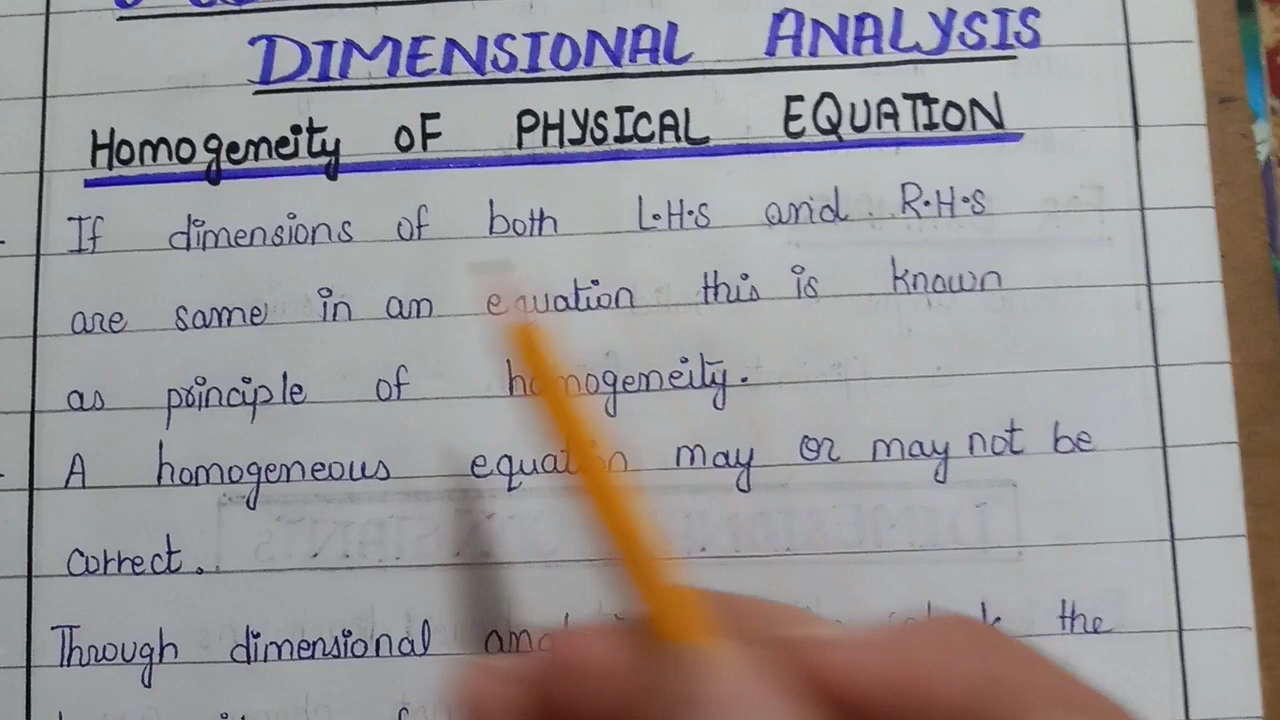 DIMENSIONAL ANALYSIS
Homogeneity OF PHYSICAL EQUATION
If dimensions of both L.H.S and R.H.S
are same in an equation this is known
as principle of homogeneity.
A homogeneous equation may or may not be
correct.
Through dimensional the